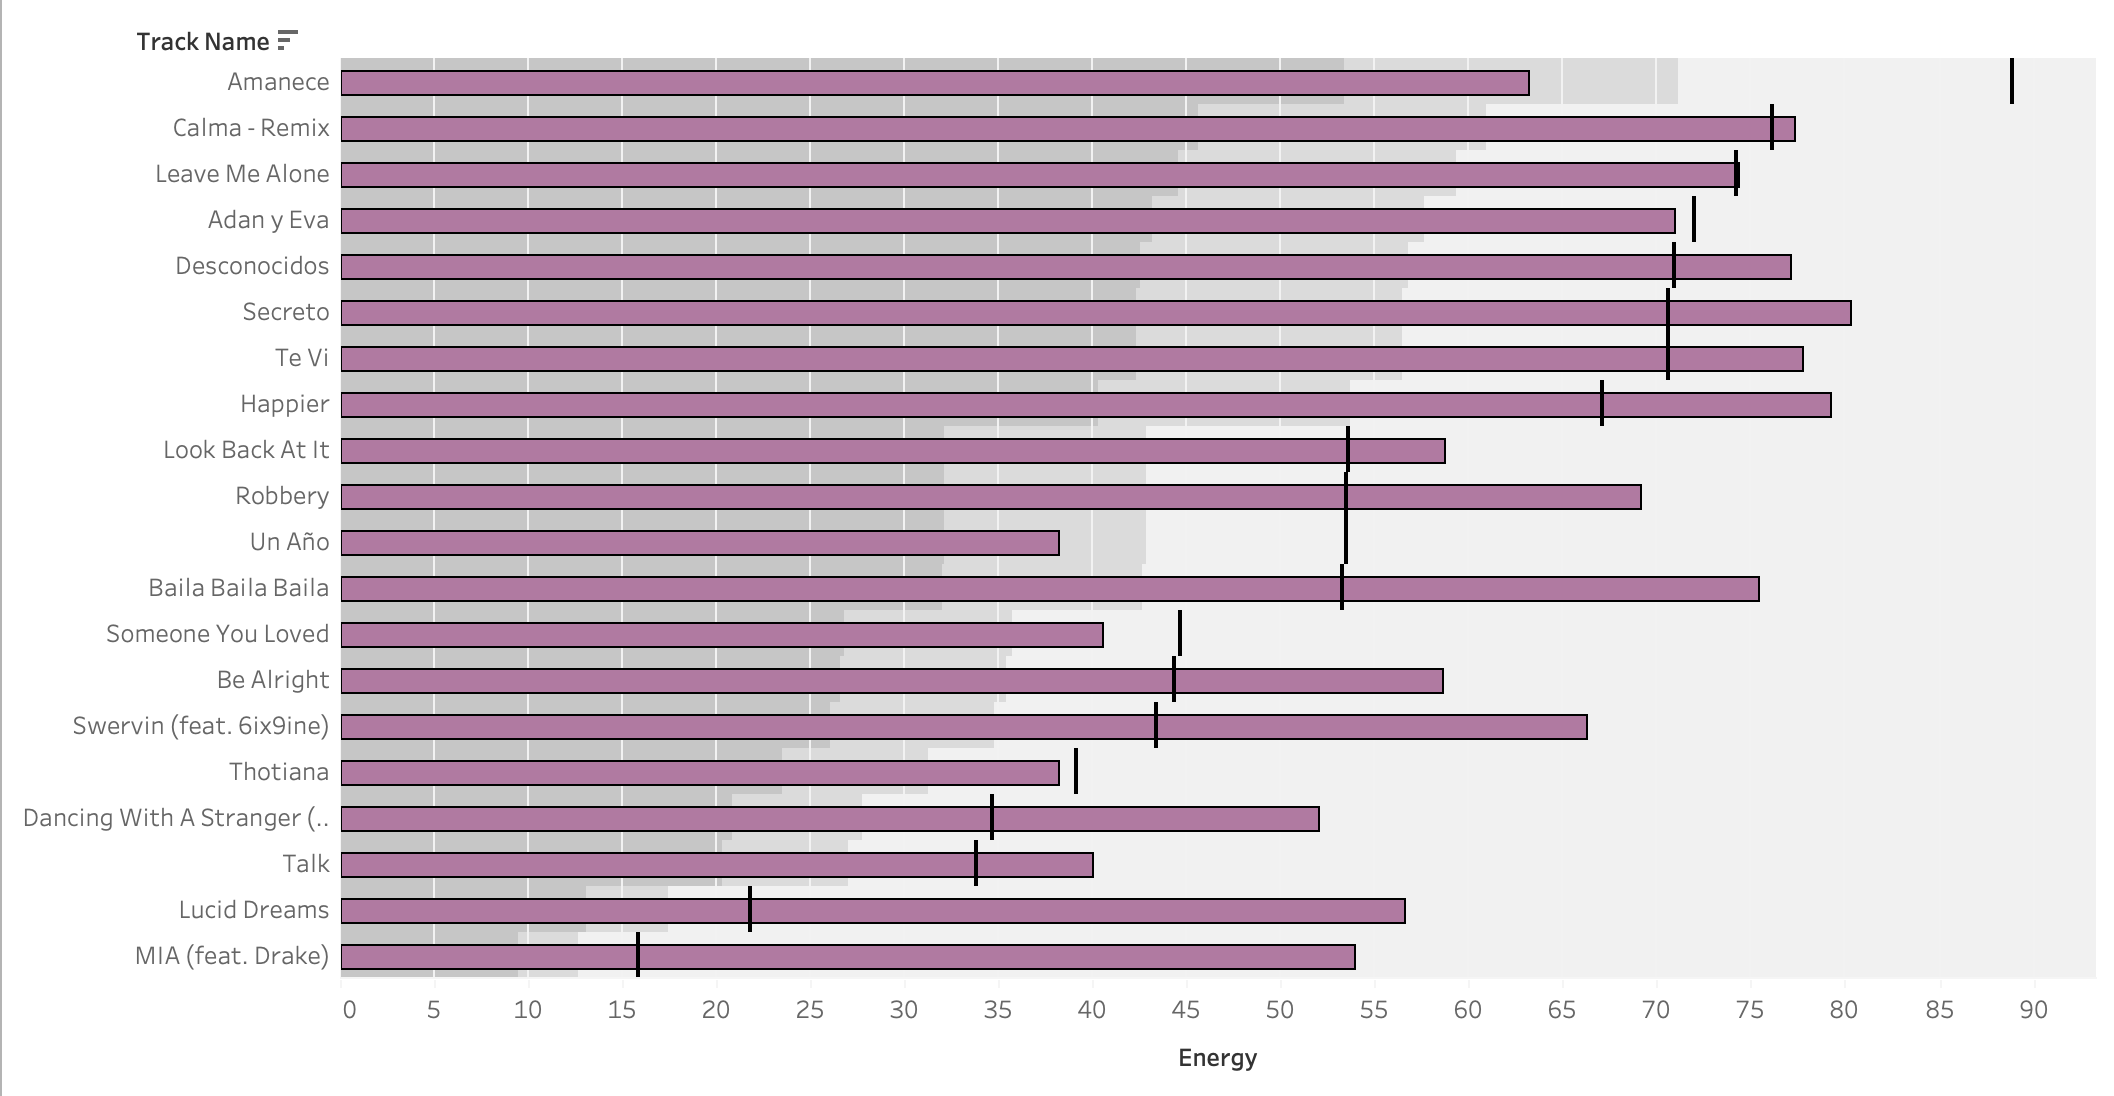 Track Name
Amanece
Calma - Remix
Leave Me Alone
Adan y Eva
Desconocidos
Secreto
Te Vi
Happier
Look Back At It
Robbery
Un Año
Baila Baila Baila
Someone You Loved
Be Alright
Swervin (feat. 6ix9ine)
Thotiana
Dancing With A Stranger (..
Talk
Lucid Dreams
MIA (feat. Drake)
0 5 10 15 20 25 30 35 40 45 50 55 60 65 70 75 80 85 90
Energy